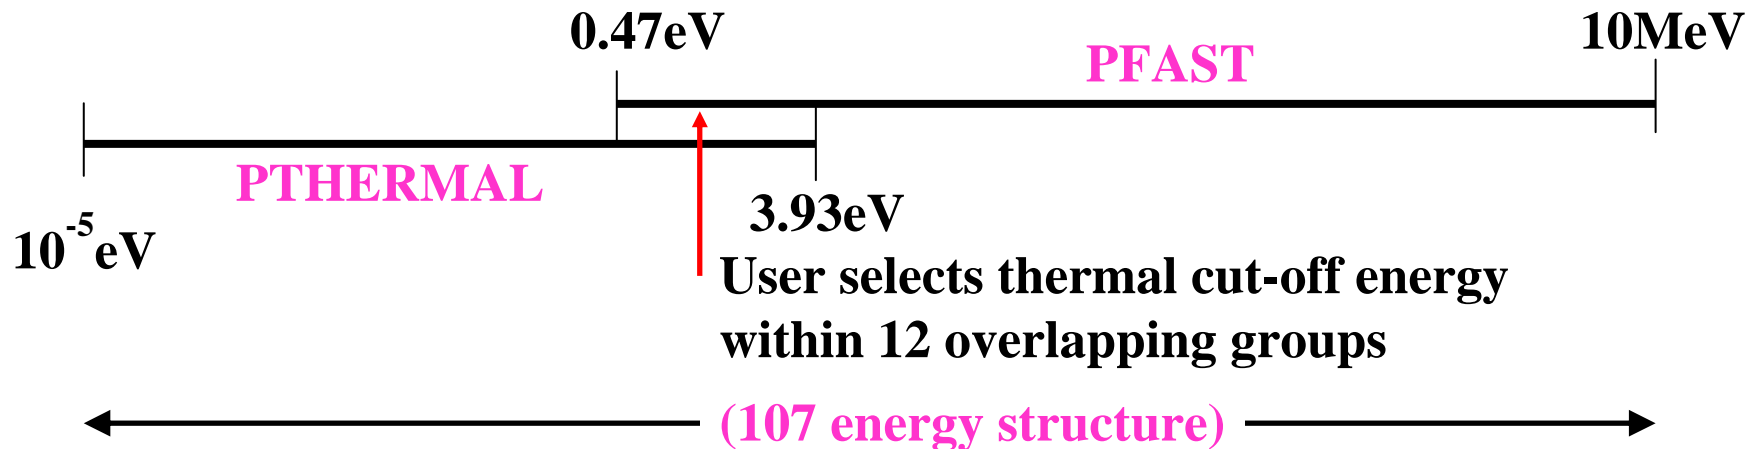 0.47eV
10MeV
PFAST
PTHERMAL
3.93eV
10⁻⁵eV
User selects thermal cut-off energy
within 12 overlapping groups
(107 energy structure)